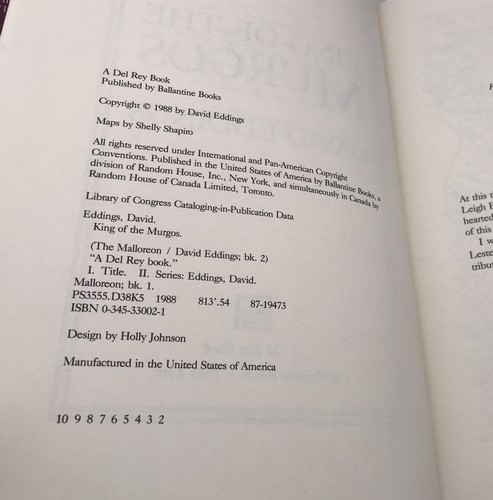 A Del Rey Book
Published by Ballantine Books
Copyright © 1988 by David Eddings
Maps by Shelly Shapiro
All rights reserved under International and Pan-American Copyright
Conventions. Published in the United States of America by Ballantine Books, a
division of Random House, Inc., New York, and simultaneously in Canada by
Random House of Canada Limited, Toronto.
Library of Congress Cataloging-in-Publication Data
Eddings, David.
King of the Murgos.
(The Malloreon / David Eddings; bk. 2)
"A Del Rey book."
I. Title. II. Series: Eddings, David.
Malloreon; bk. 1.
PS3555.D38K5 1988 813'.54 87-19473
ISBN 0-345-33002-1
Design by Holly Johnson
Manufactured in the United States of America
10 9 8 7 6 5 4 3 2
At this
Leigh
hearted
of this
I
Leste
tribu